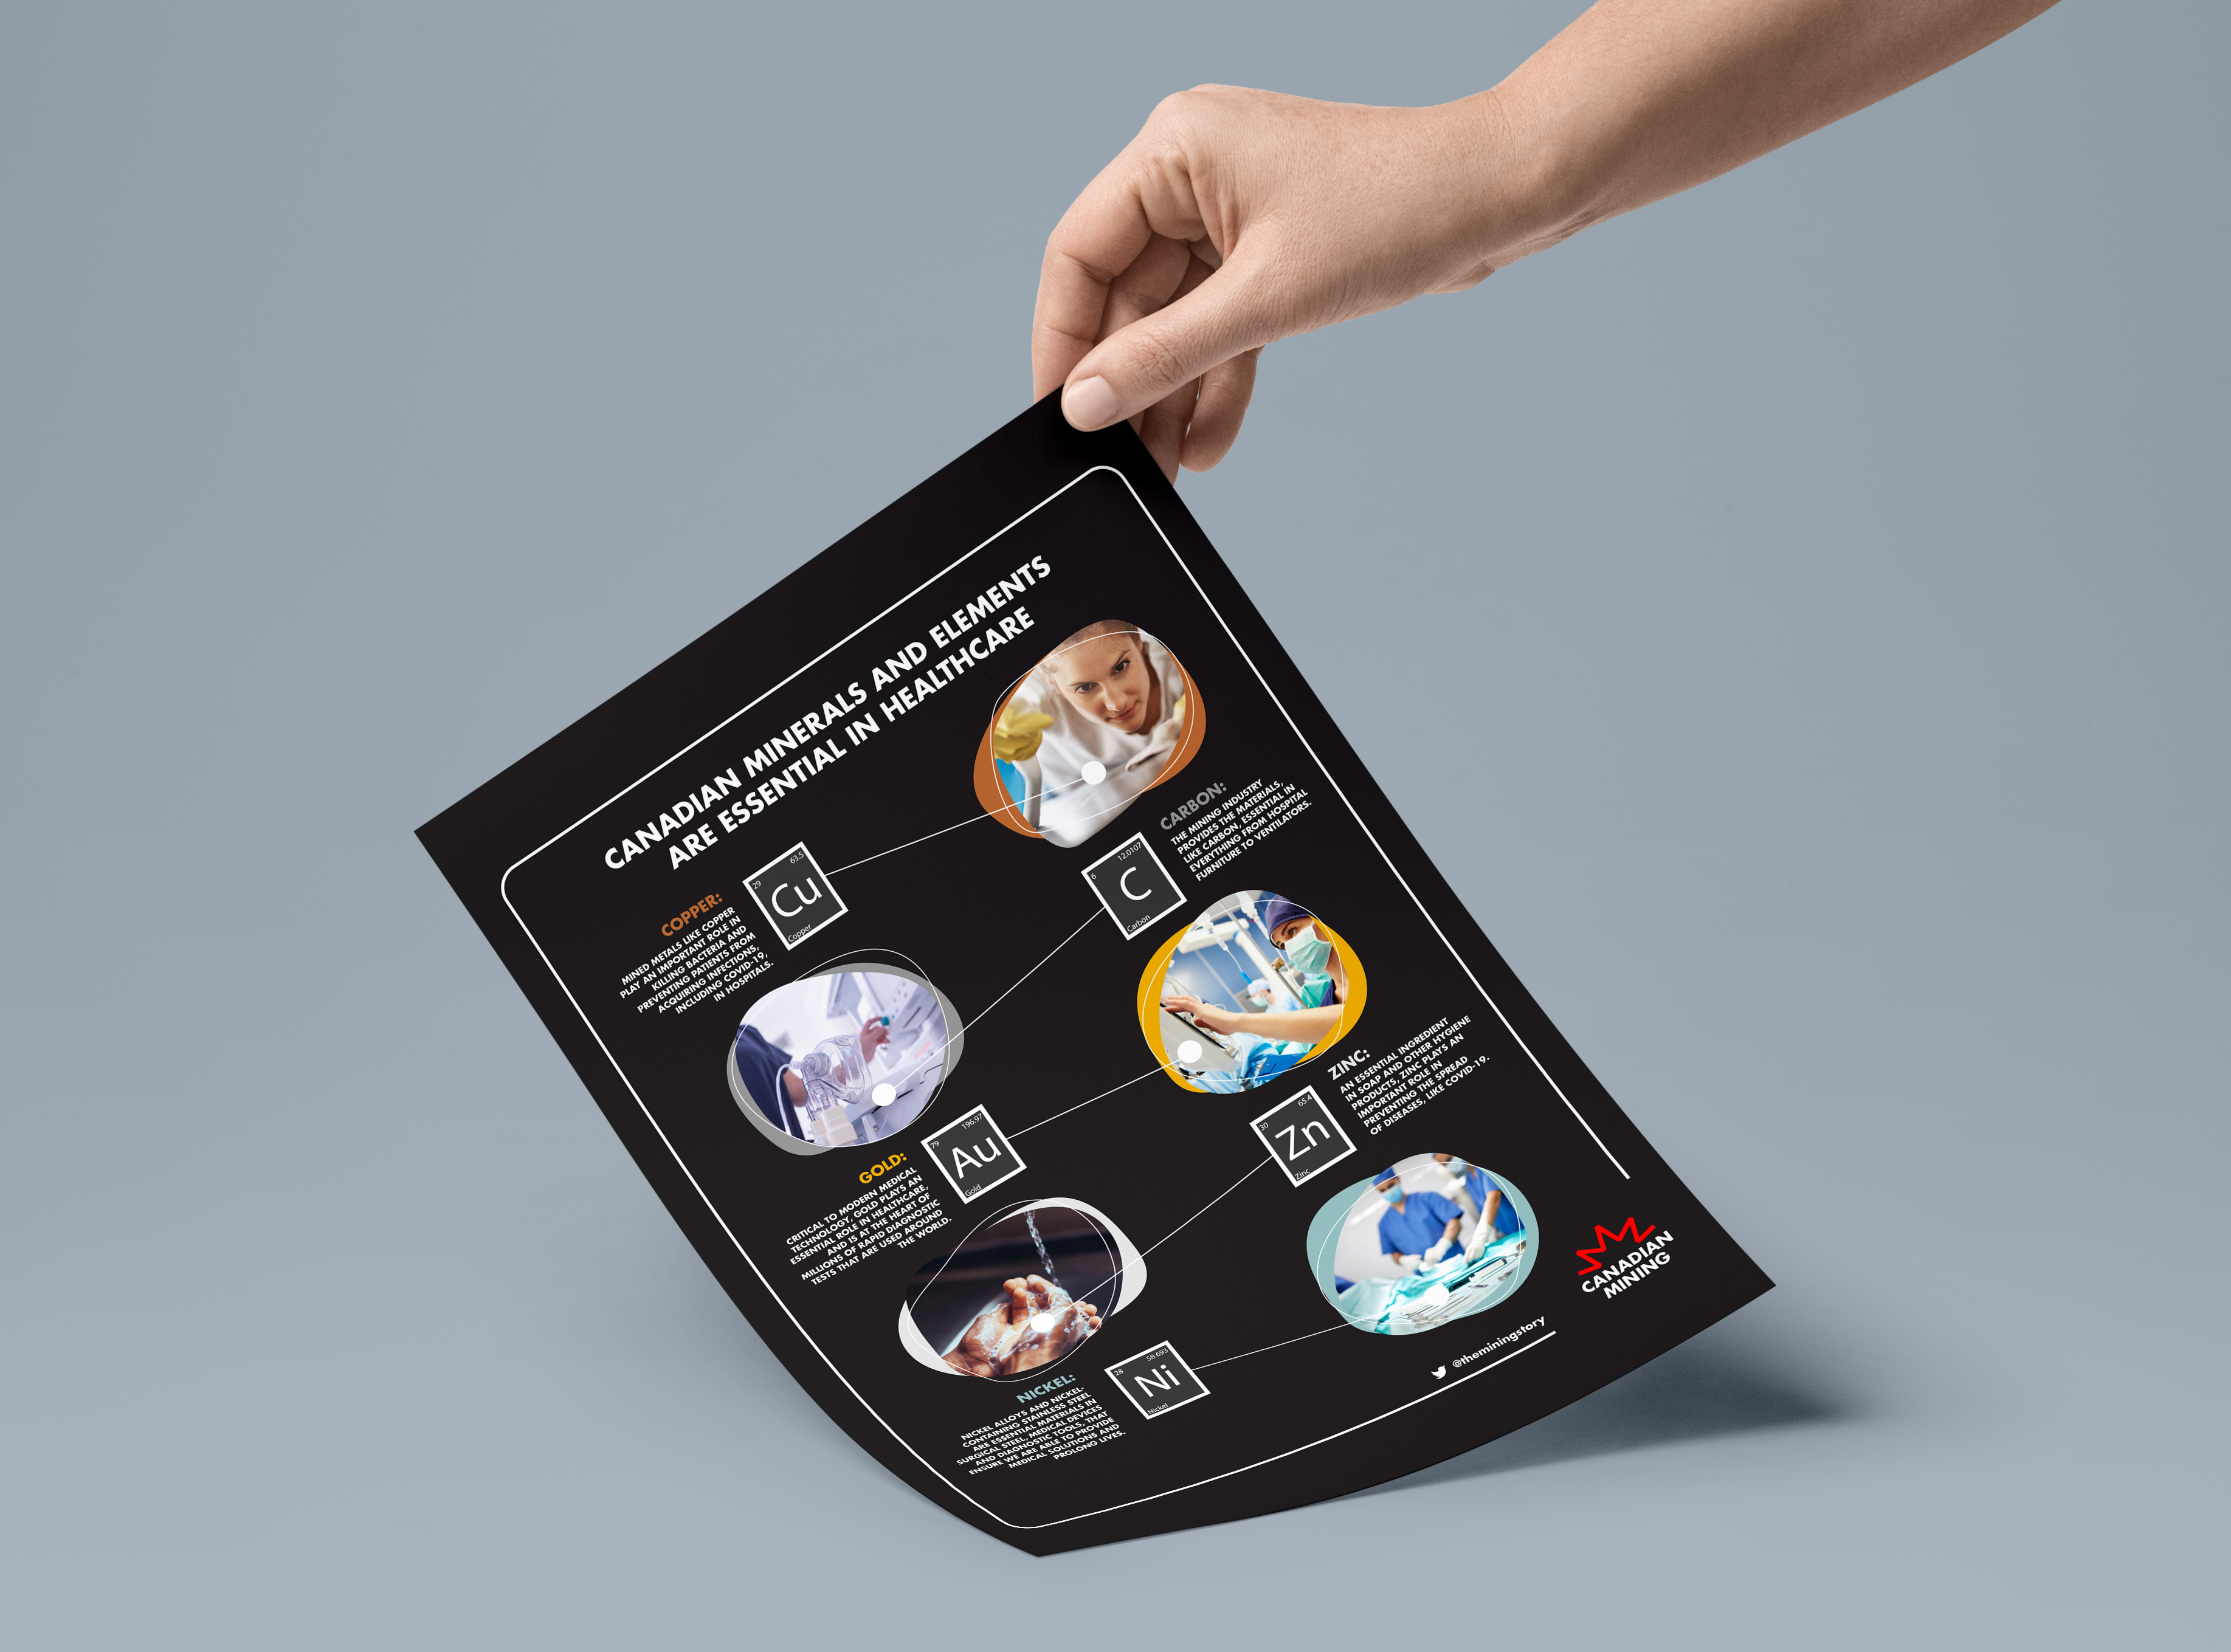 CANADIAN MINERALS AND ELEMENTS
ARE ESSENTIAL IN HEALTHCARE
29
63.5
Cu
Copper
COPPER:
MINED METALS LIKE COPPER
PLAY AN IMPORTANT ROLE IN
KILLING BACTERIA AND
PREVENTING PATIENTS FROM
ACQUIRING INFECTIONS,
INCLUDING COVID-19,
IN HOSPITALS.
6
12.0107
C
Carbon
CARBON:
THE MINING INDUSTRY
PROVIDES THE MATERIALS,
LIKE CARBON, ESSENTIAL IN
EVERYTHING FROM HOSPITAL
FURNITURE TO VENTILATORS.
79
196.97
Au
Gold
GOLD:
CRITICAL TO MODERN MEDICAL
TECHNOLOGY, GOLD PLAYS AN
ESSENTIAL ROLE IN HEALTHCARE,
AND IS AT THE HEART OF
MILLIONS OF RAPID DIAGNOSTIC
TESTS THAT ARE USED AROUND
THE WORLD.
30
65.4
Zn
Zinc
ZINC:
AN ESSENTIAL INGREDIENT
IN SOAP AND OTHER HYGIENE
PRODUCTS, ZINC PLAYS AN
IMPORTANT ROLE IN
PREVENTING THE SPREAD
OF DISEASES, LIKE COVID-19.
28
58.693
Ni
Nickel
NICKEL:
NICKEL ALLOYS AND NICKEL-
CONTAINING STAINLESS STEEL
ARE ESSENTIAL MATERIALS IN
SURGICAL STEEL, MEDICAL DEVICES
AND DIAGNOSTIC TOOLS, THAT
ENSURE WE ARE ABLE TO PROVIDE
MEDICAL SOLUTIONS AND
PROLONG LIVES.
@theminingstory
CANADIAN
MINING